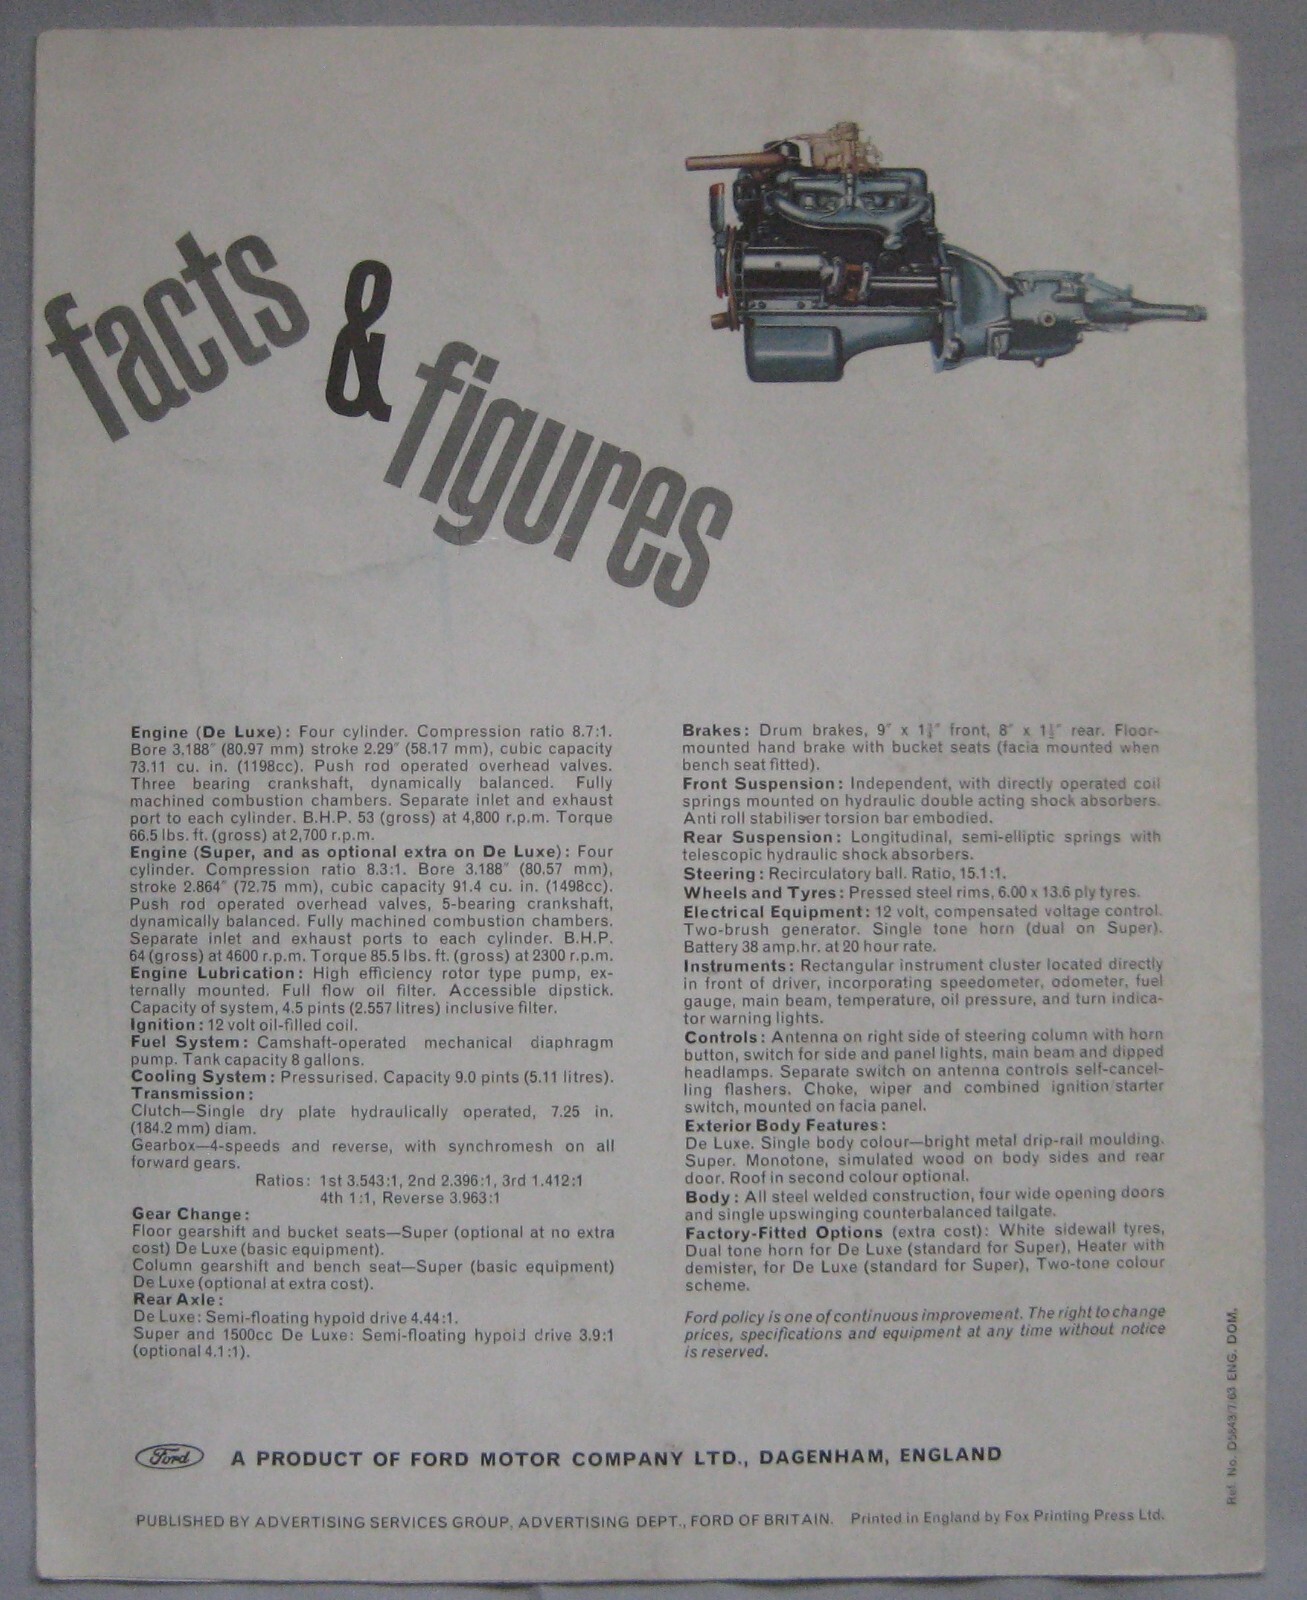 facts
&
figures
Engine (De Luxe): Four cylinder. Compression ratio 8.7:1.
Bore 3.188″ (80.97 mm) stroke 2.29″ (58.17 mm), cubic capacity
73.11 cu. in. (1198cc). Push rod operated overhead valves.
Three bearing crankshaft, dynamically balanced. Fully
machined combustion chambers. Separate inlet and exhaust
port to each cylinder. B.H.P. 53 (gross) at 4,800 r.p.m. Torque
66.5 lbs. ft. (gross) at 2,700 r.p.m.
Engine (Super, and as optional extra on De Luxe): Four
cylinder. Compression ratio 8.3:1. Bore 3.188″ (80.57 mm),
stroke 2.864″ (72.75 mm), cubic capacity 91.4 cu. in. (1498cc).
Push rod operated overhead valves, 5-bearing crankshaft,
dynamically balanced. Fully machined combustion chambers.
Separate inlet and exhaust ports to each cylinder. B.H.P.
64 (gross) at 4600 r.p.m. Torque 85.5 lbs. ft. (gross) at 2300 r.p.m.
Engine Lubrication: High efficiency rotor type pump, ex-
ternally mounted. Full flow oil filter. Accessible dipstick.
Capacity of system, 4.5 pints (2.557 litres) inclusive filter.
Ignition: 12 volt oil-filled coil.
Fuel System: Camshaft-operated mechanical diaphragm
pump. Tank capacity 8 gallons.
Cooling System: Pressurised. Capacity 9.0 pints (5.11 litres).
Transmission:
Clutch—Single dry plate hydraulically operated, 7.25 in.
(184.2 mm) diam.
Gearbox—4-speeds and reverse, with synchromesh on all
forward gears.
Ratios: 1st 3.543:1, 2nd 2.396:1, 3rd 1.412:1
4th 1:1, Reverse 3.963:1
Gear Change:
Floor gearshift and bucket seats—Super (optional at no extra
cost) De Luxe (basic equipment).
Column gearshift and bench seat—Super (basic equipment)
De Luxe (optional at extra cost).
Rear Axle:
De Luxe: Semi-floating hypoid drive 4.44:1.
Super and 1500cc De Luxe: Semi-floating hypoid drive 3.9:1
(optional 4.1:1).
Brakes: Drum brakes, 9″ x front, 8″ x rear. Floor-
mounted hand brake with bucket seats (facia mounted when
bench seat fitted).
Front Suspension: Independent, with directly operated coil
springs mounted on hydraulic double acting shock absorbers.
Anti roll stabiliser torsion bar embodied.
Rear Suspension: Longitudinal, semi-elliptic springs with
telescopic hydraulic shock absorbers.
Steering: Recirculatory ball. Ratio, 15.1:1.
Wheels and Tyres: Pressed steel rims, 6.00 x 13.6 ply tyres.
Electrical Equipment: 12 volt, compensated voltage control.
Two-brush generator. Single tone horn (dual on Super).
Battery 38 amp.hr. at 20 hour rate.
Instruments: Rectangular instrument cluster located directly
in front of driver, incorporating speedometer, odometer, fuel
gauge, main beam, temperature, oil pressure, and turn indica-
tor warning lights.
Controls: Antenna on right side of steering column with horn
button, switch for side and panel lights, main beam and dipped
headlamps. Separate switch on antenna controls self-cancel-
ling flashers. Choke, wiper and combined ignition starter
switch, mounted on facia panel.
Exterior Body Features:
De Luxe. Single body colour—bright metal drip-rail moulding.
Super. Monotone, simulated wood on body sides and rear
door. Roof in second colour optional.
Body: All steel welded construction, four wide opening doors
and single upswinging counterbalanced tailgate.
Factory-Fitted Options (extra cost): White sidewall tyres,
Dual tone horn for De Luxe (standard for Super), Heater with
demister, for De Luxe (standard for Super), Two-tone colour
scheme.
Ford policy is one of continuous improvement. The right to change
prices, specifications and equipment at any time without notice
is reserved.
Ford A PRODUCT OF FORD MOTOR COMPANY LTD., DAGENHAM, ENGLAND
PUBLISHED BY ADVERTISING SERVICES GROUP, ADVERTISING DEPT., FORD OF BRITAIN. Printed in England by Fox Printing Press Ltd.
Ref. No. D5843/7/63 ENG. DOM.